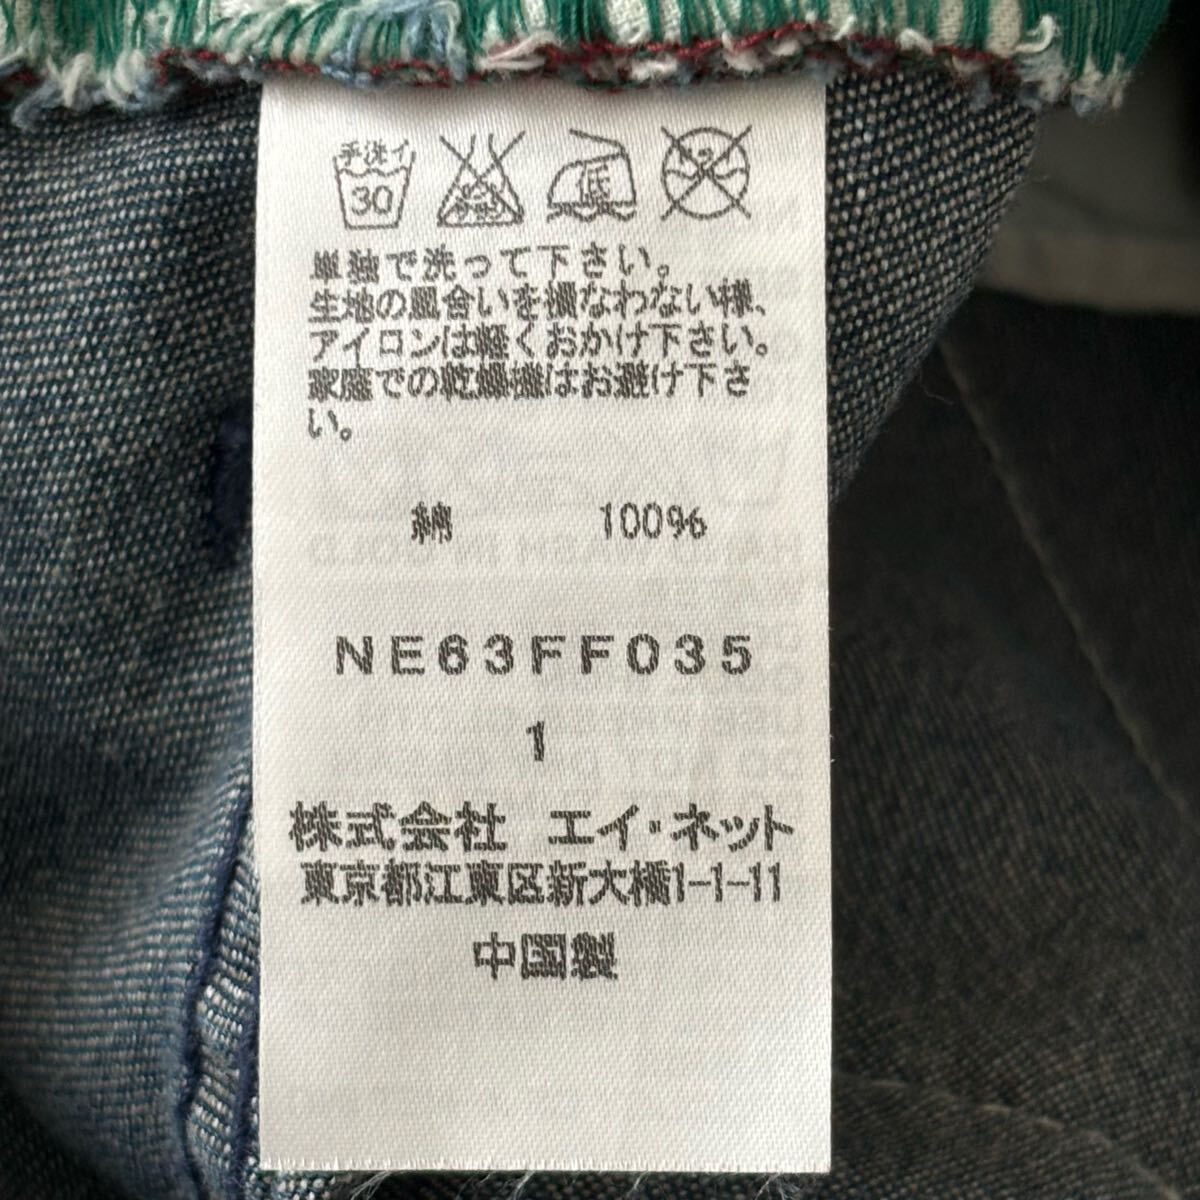 手洗イ
30
低
単独で洗って下さい。
生地の風合いを損なわない様、
アイロンは軽くおかけ下さい。
家庭での乾燥機はお避け下さ
い。
綿 100%
NE63FF035
1
株式会社 エイ・ネット
東京都江東区新大橋1-1-11
中国製